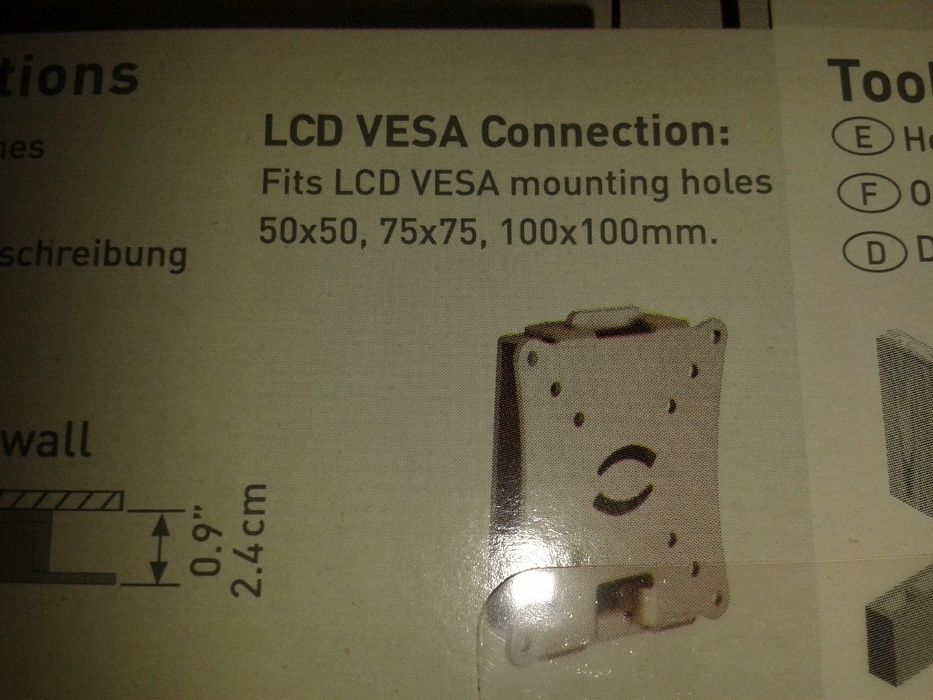 tions
nes
schreibung
wall
0.9”
2.4cm
LCD VESA Connection:
Fits LCD VESA mounting holes
50x50, 75x75, 100x100mm.
Tool
E H
F O
D D